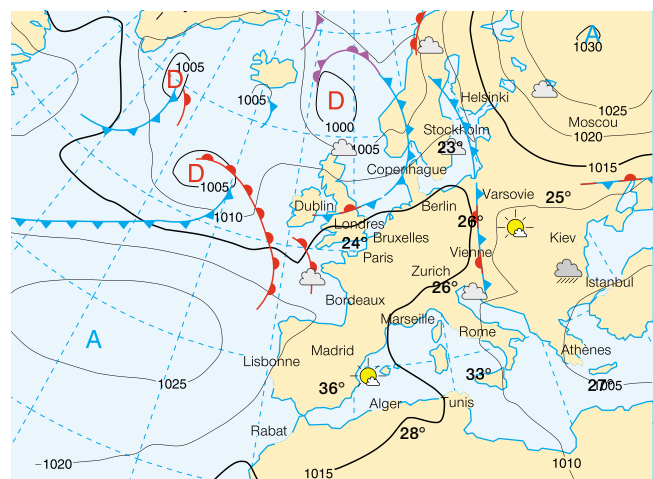 A
1030
1005
D
1005
D
1000
Helsinki
1025
Moscou
1020
Stockholm
23°
1005
1015
Copenhague
D
1005
1010
Dublin
Berlin
Varsovie
25°
Londres
26°
24°
Bruxelles
Kiev
Paris
Vienne
Zurich
26°
Istanbul
Bordeaux
Marseille
Rome
A
Madrid
Athènes
Lisbonne
33°
1025
36°
27°
1005
Alger
Tunis
Rabat
28°
1020
1015
1010